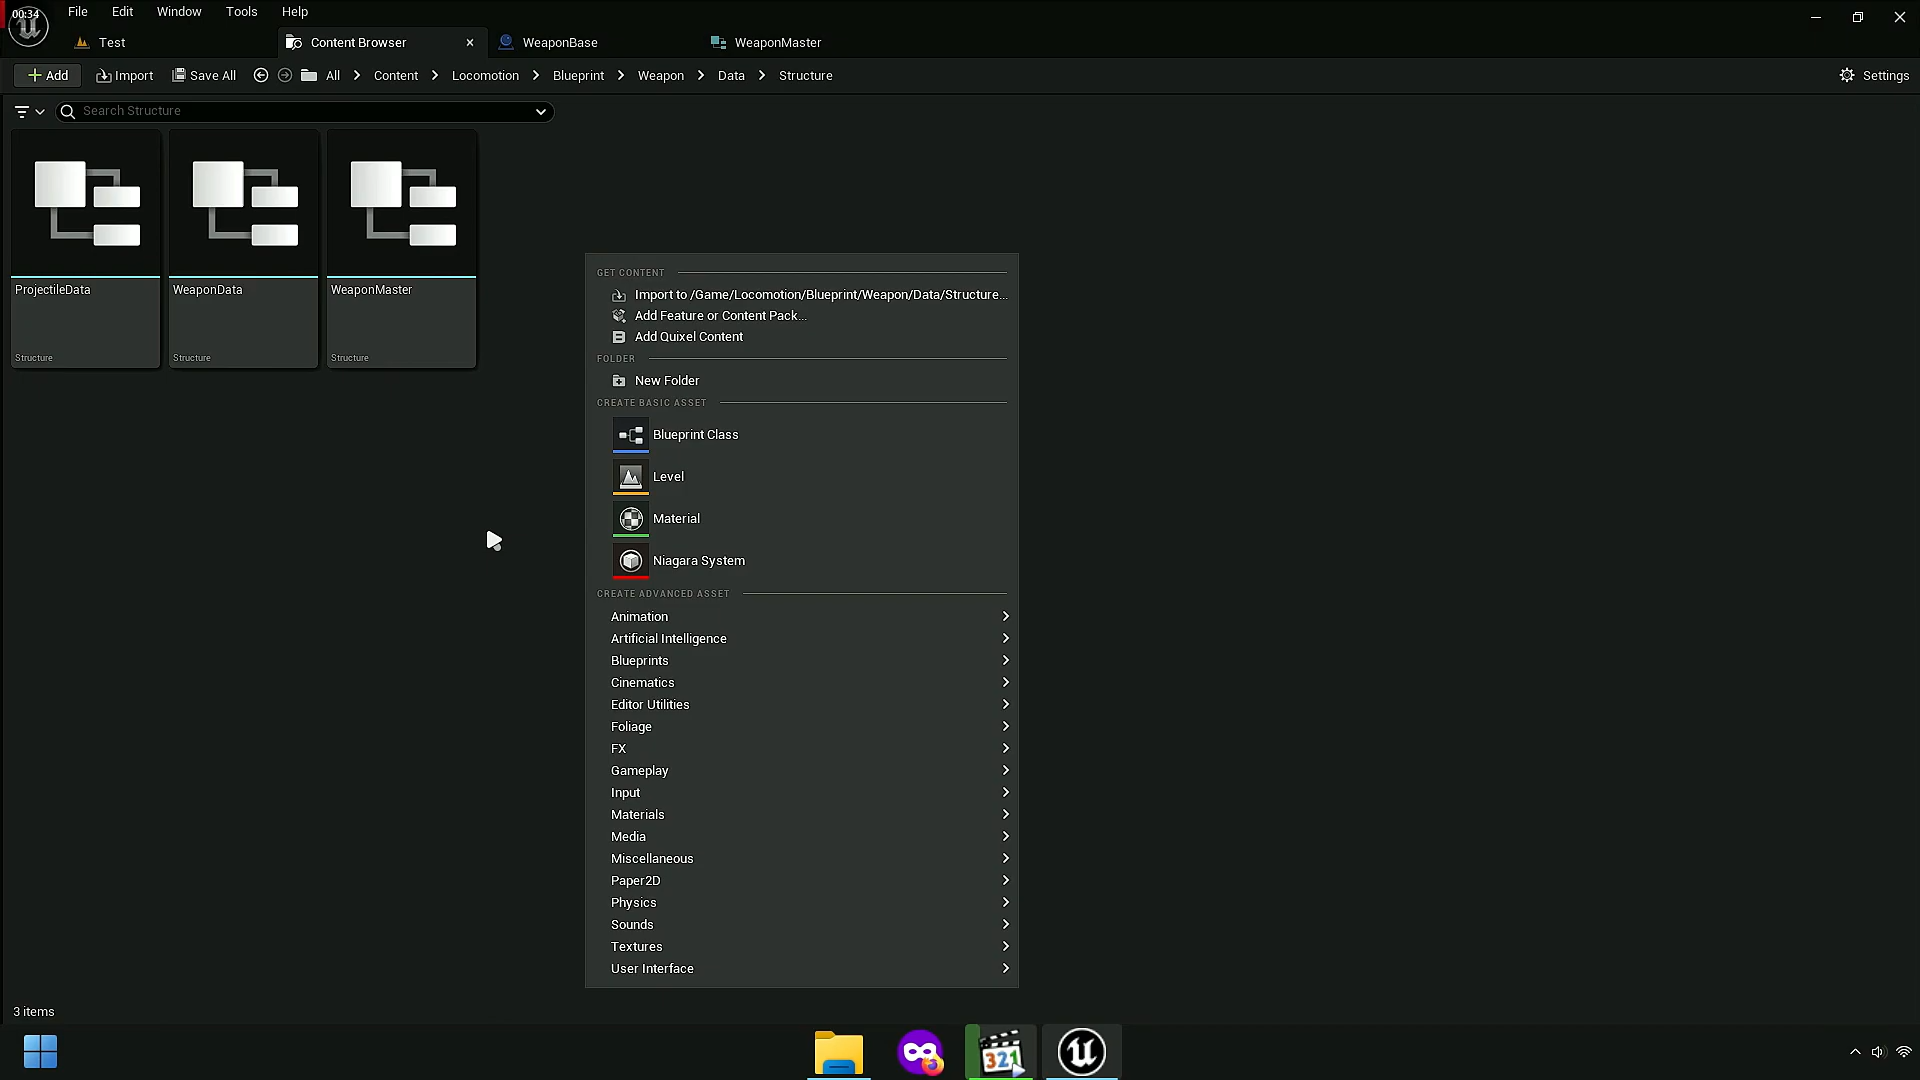 00:34
File Edit Window Tools Help
Test
Content Browser
WeaponBase
WeaponMaster
Add
Import
Save All
All
Content
Locomotion
Blueprint
Weapon
Data
Structure
Settings
Search Structure
ProjectileData
Structure
WeaponData
Structure
WeaponMaster
Structure
GET CONTENT
Import to /Game/Locomotion/Blueprint/Weapon/Data/Structure...
Add Feature or Content Pack...
Add Quixel Content
FOLDER
New Folder
CREATE BASIC ASSET
Blueprint Class
Level
Material
Niagara System
CREATE ADVANCED ASSET
Animation
Artificial Intelligence
Blueprints
Cinematics
Editor Utilities
Foliage
FX
Gameplay
Input
Materials
Media
Miscellaneous
Paper2D
Physics
Sounds
Textures
User Interface
3 items
321